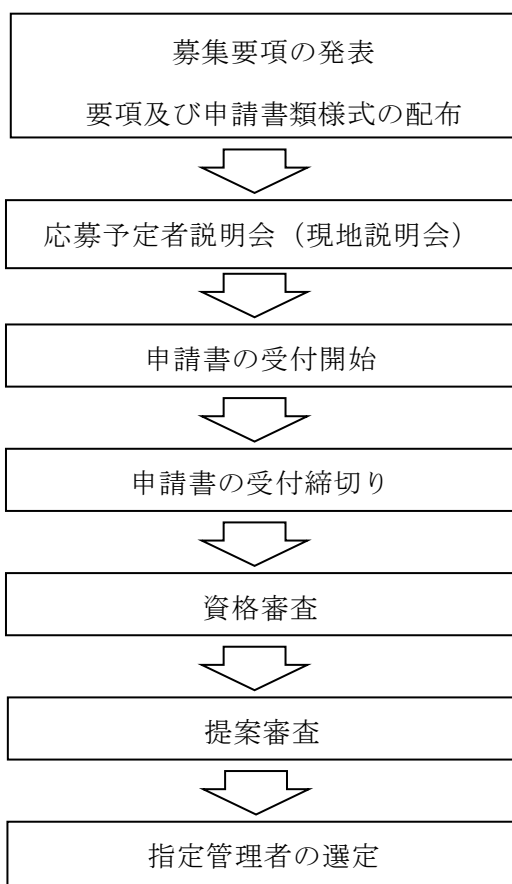 募集要項の発表
要項及び申請書類様式の配布
応募予定者説明会（現地説明会）
申請書の受付開始
申請書の受付締切り
資格審査
提案審査
指定管理者の選定